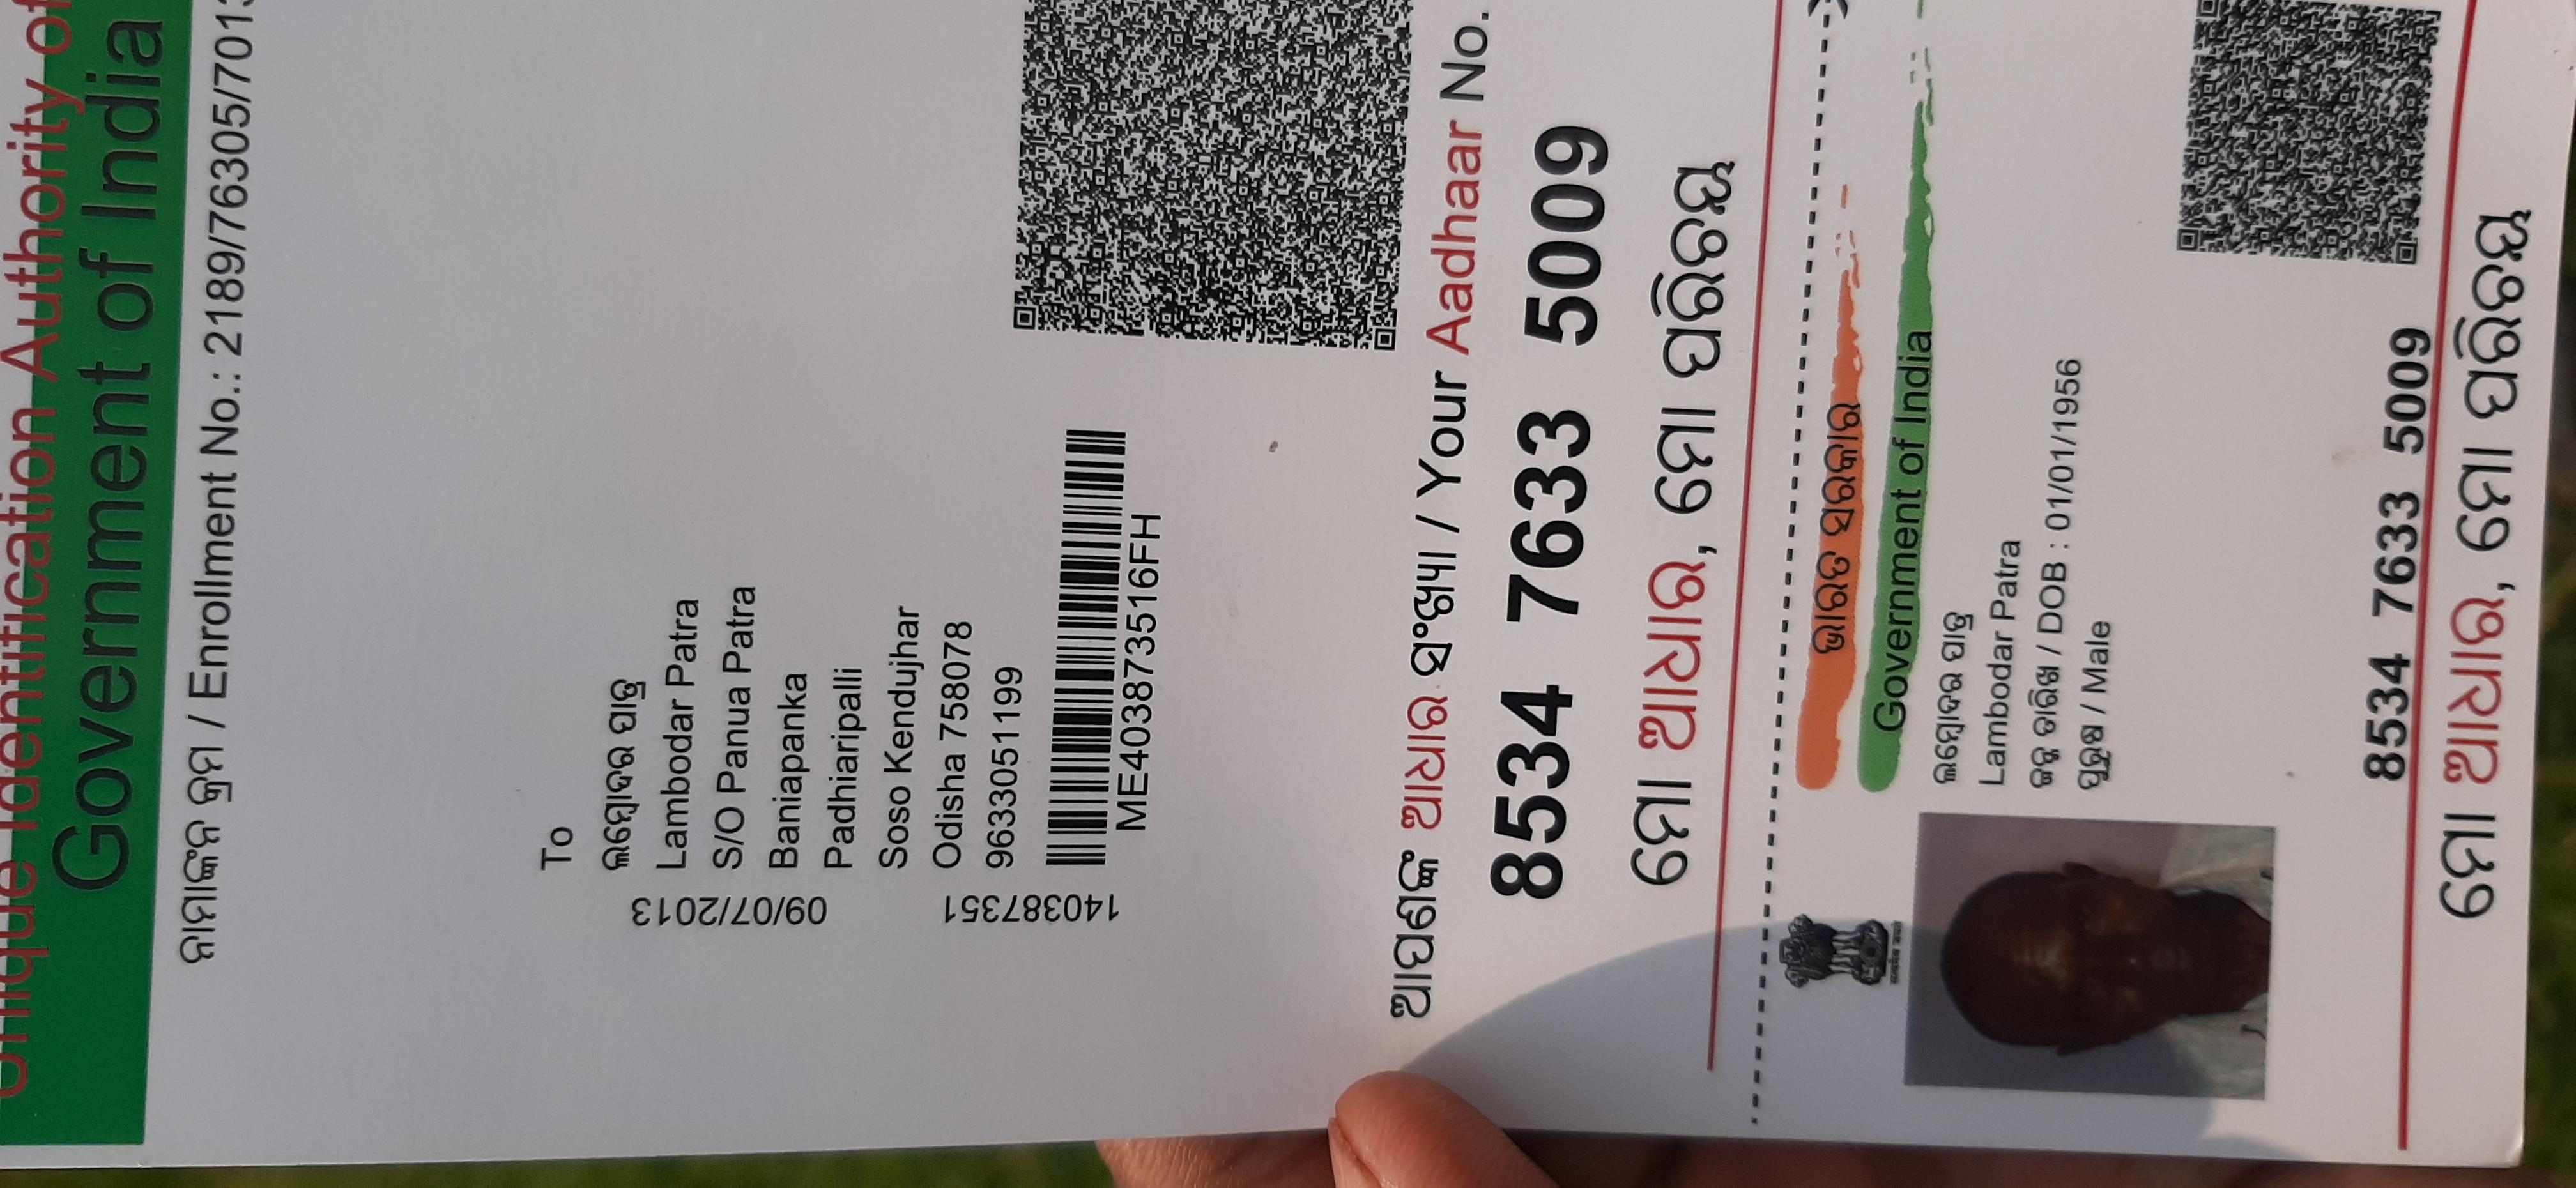 Unique Identification Authority of
Government of India
ନାମାଙ୍କନ କ୍ରମ / Enrollment No.: 2189/76305/7013
To
ଲମ୍ବୋଦର ପାତ୍ର
Lambodar Patra
S/O Panua Patra
Baniapanka
Padhiaripalli
Soso Kendujhar
Odisha 758078
9633051199
09/07/2013
140387351
ME403873516FH
ଆପଣଙ୍କ ଆଧାର ସଂଖ୍ୟା / Your Aadhaar No.
8534 7633 5009
ମୋ ଆଧାର, ମୋ ପରିଚୟ
ଭାରତ ସରକାର
Government of India
ଲମ୍ବୋଦର ପାତ୍ର
Lambodar Patra
ଜନ୍ମ ତାରିଖ / DOB : 01/01/1956
ପୁରୁଷ / Male
8534 7633 5009
ମୋ ଆଧାର, ମୋ ପରିଚୟ